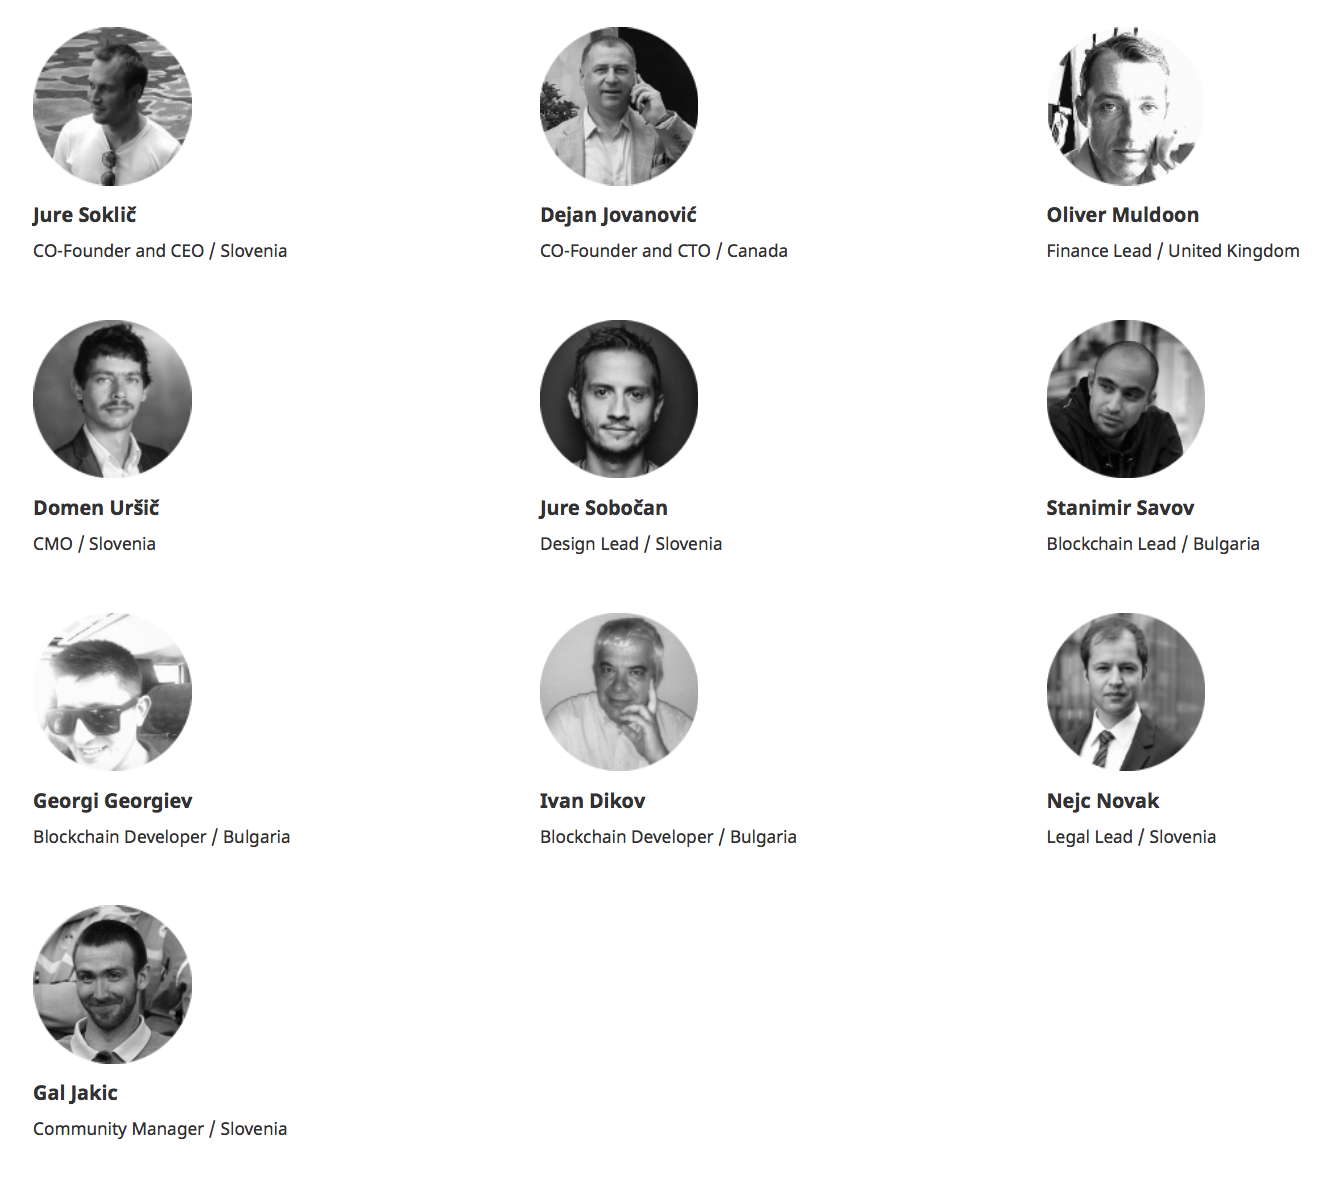 Jure Soklič
CO-Founder and CEO / Slovenia
Dejan Jovanović
CO-Founder and CTO / Canada
Oliver Muldoon
Finance Lead / United Kingdom
Domen Uršič
CMO / Slovenia
Jure Sobočan
Design Lead / Slovenia
Stanimir Savov
Blockchain Lead / Bulgaria
Georgi Georgiev
Blockchain Developer / Bulgaria
Ivan Dikov
Blockchain Developer / Bulgaria
Nejc Novak
Legal Lead / Slovenia
Gal Jakic
Community Manager / Slovenia